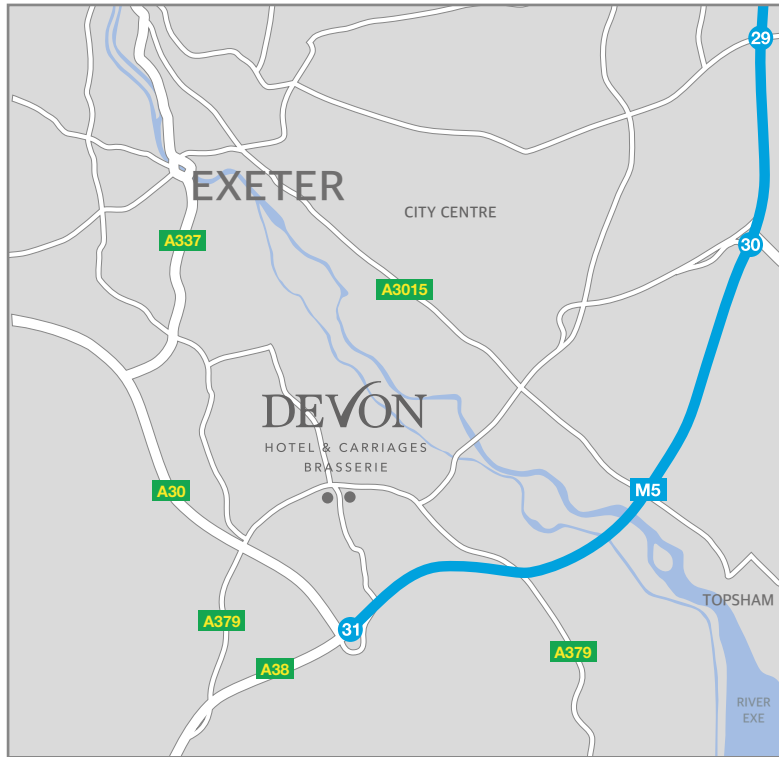 29
EXETER
CITY CENTRE
A337
30
A3015
DEVON
HOTEL & CARRIAGES
BRASSERIE
A30
M5
TOPSHAM
A379
31
A38
A379
RIVER
EXE